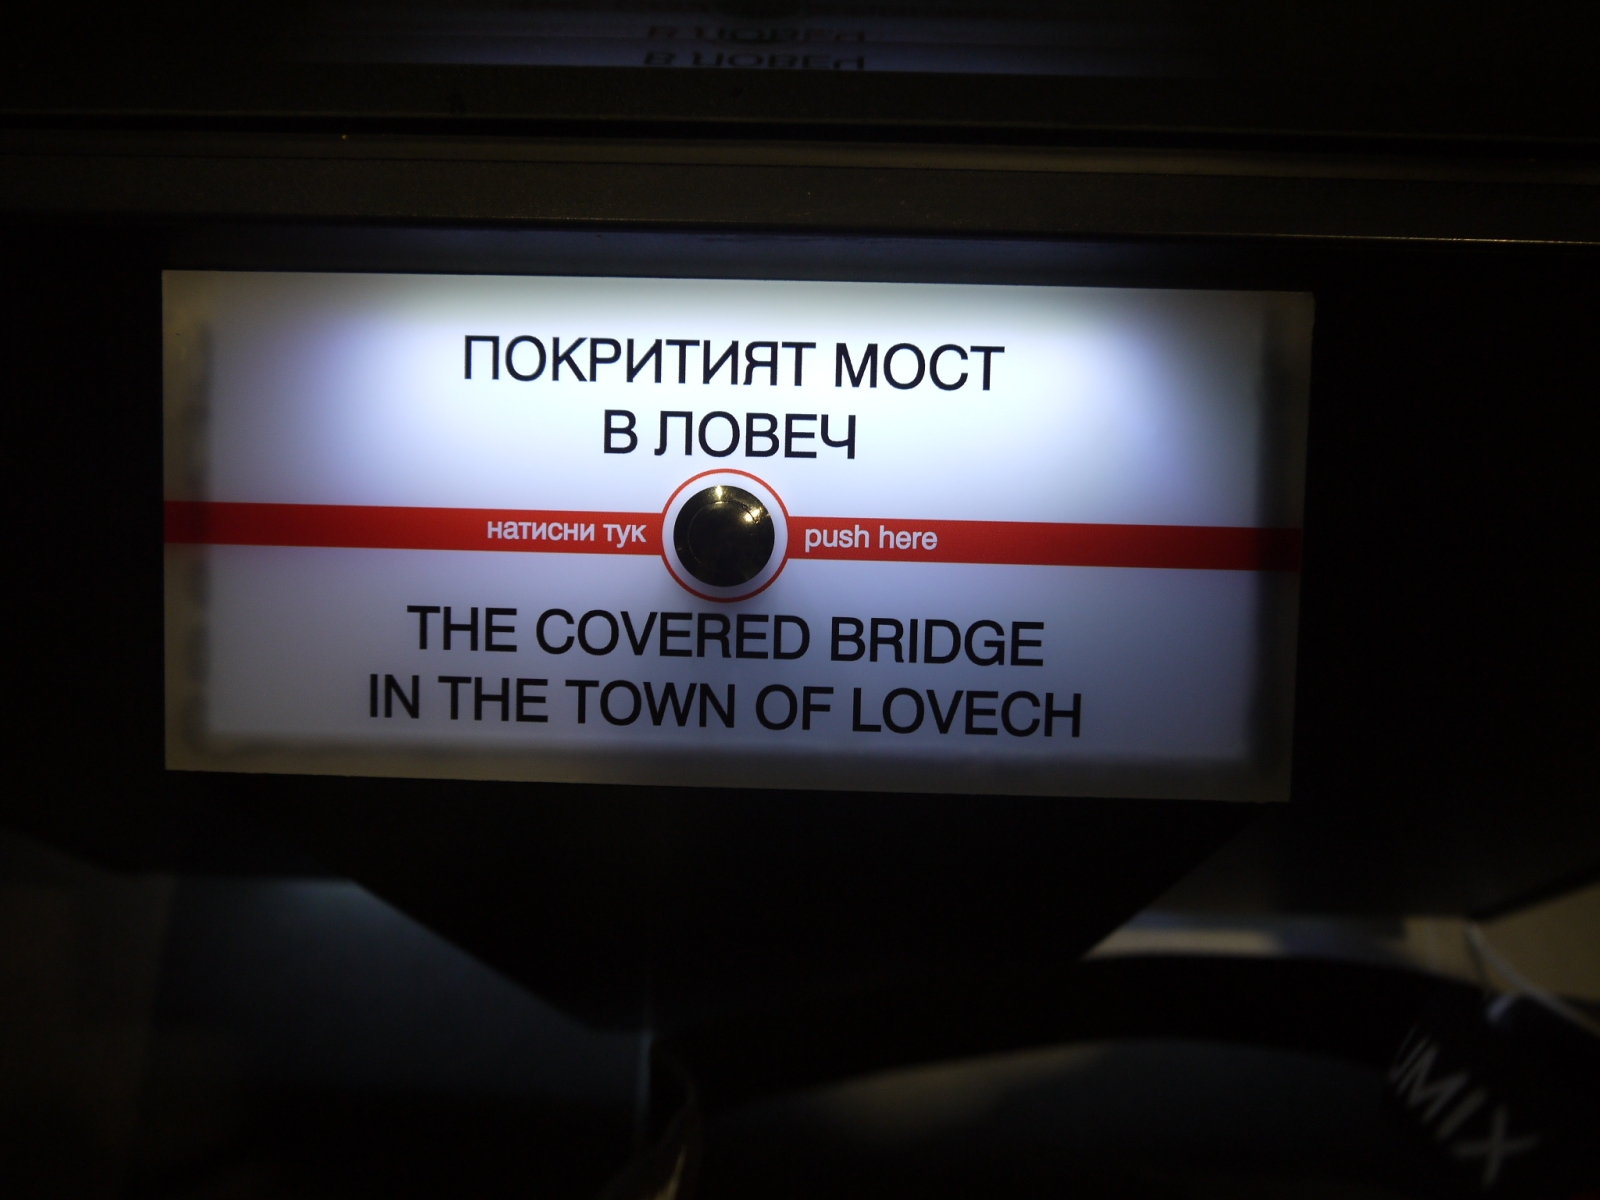 ПОКРИТИЯТ МОСТ
В ЛОВЕЧ
натисни тук
push here
THE COVERED BRIDGE
IN THE TOWN OF LOVECH